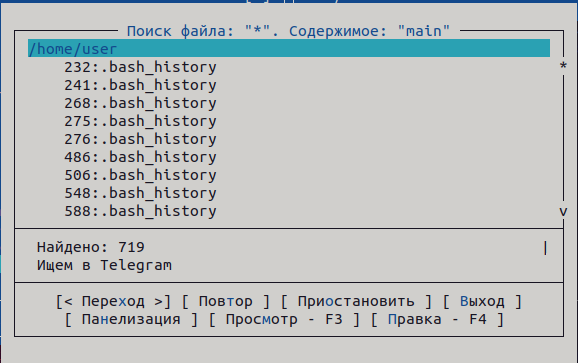 Поиск файла: "*". Содержимое: "main"
/home/user
232:.bash_history
241:.bash_history
268:.bash_history
275:.bash_history
276:.bash_history
486:.bash_history
506:.bash_history
548:.bash_history
588:.bash_history
Найдено: 719
Ищем в Telegram
[< Переход >] [ Повтор ] [ Приостановить ] [ Выход ]
[ Панелизация ] [ Просмотр - F3 ] [ Правка - F4 ]